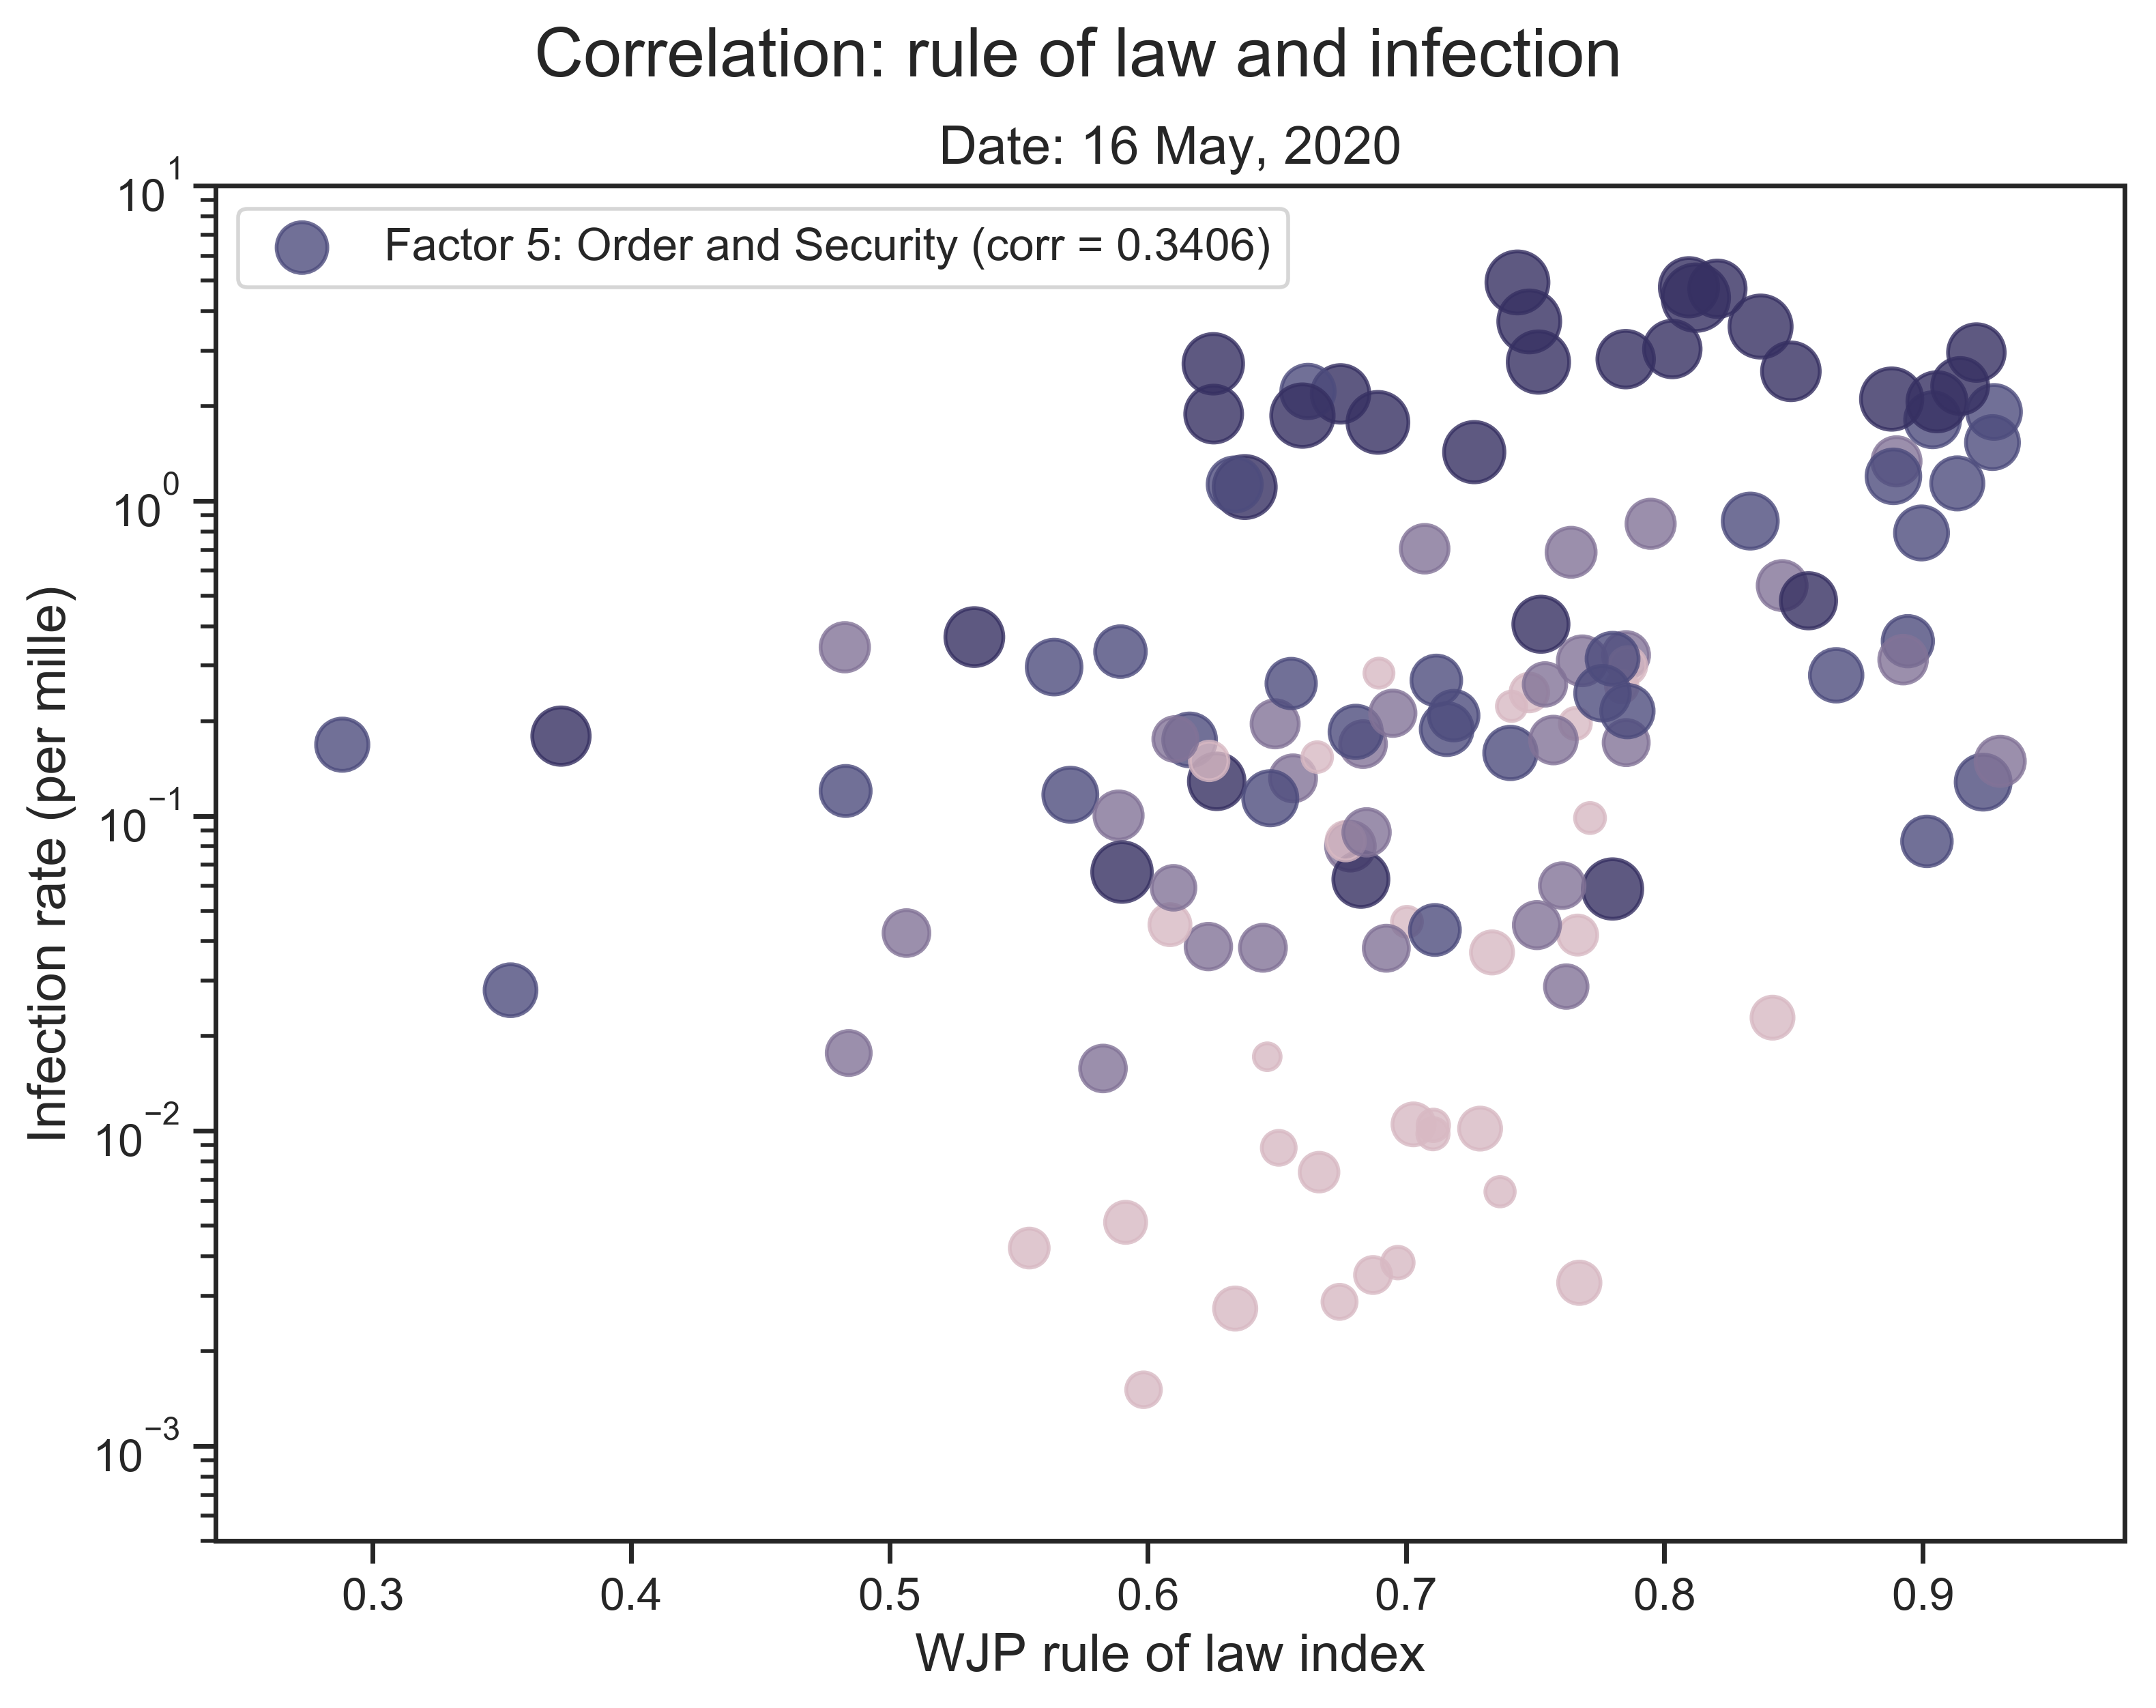 Correlation: rule of law and infection
Date: 16 May, 2020
Factor 5: Order and Security (corr = 0.3406)
Infection rate (per mille)
10^1
10^0
10^−1
10^−2
10^−3
0.3 0.4 0.5 0.6 0.7 0.8 0.9
WJP rule of law index